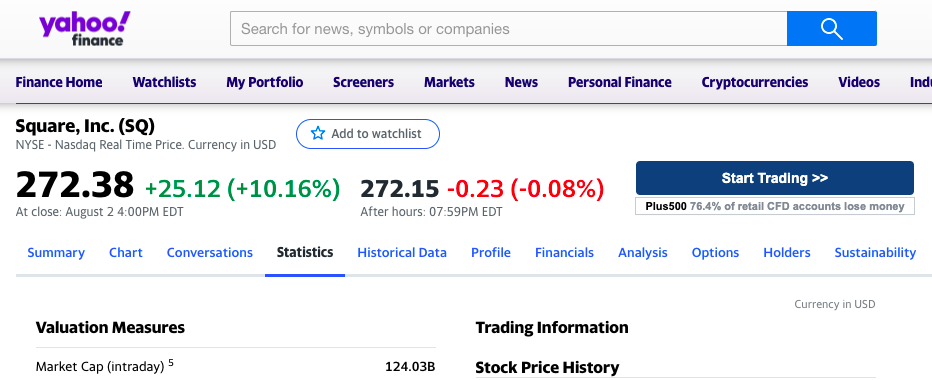 yahoo!
finance
Search for news, symbols or companies
Finance Home Watchlists My Portfolio Screeners Markets News Personal Finance Cryptocurrencies Videos Ind
Square, Inc. (SQ)
NYSE - Nasdaq Real Time Price. Currency in USD
Add to watchlist
272.38 +25.12 (+10.16%)
At close: August 2 4:00PM EDT
272.15 -0.23 (-0.08%)
After hours: 07:59PM EDT
Start Trading >>
Plus500 76.4% of retail CFD accounts lose money
Summary Chart Conversations Statistics Historical Data Profile Financials Analysis Options Holders Sustainability
Currency in USD
Valuation Measures
Market Cap (intraday) 5 124.03B
Trading Information
Stock Price History